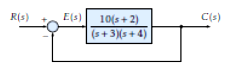 R(s) + E(s) 10(s + 2) C(s)
− (s + 3)(s + 4)